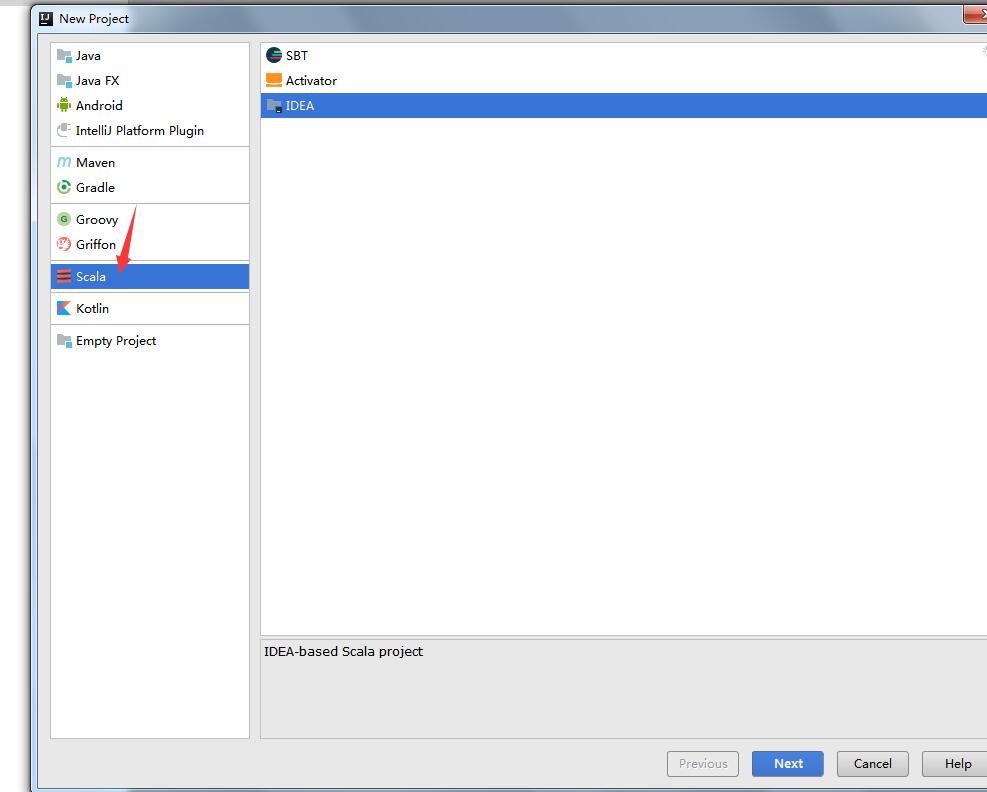 New Project
Java
Java FX
Android
IntelliJ Platform Plugin
Maven
Gradle
Groovy
Griffon
Scala
Kotlin
Empty Project
SBT
Activator
IDEA
IDEA-based Scala project
Previous
Next
Cancel
Help